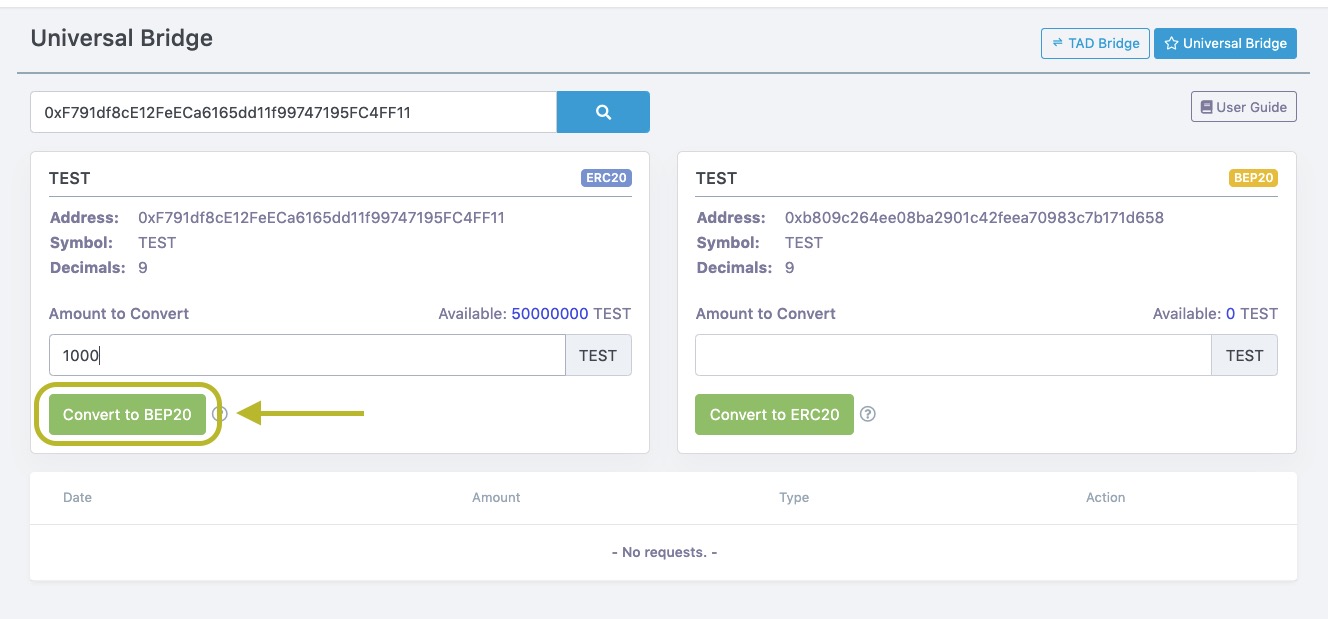 Universal Bridge
TAD Bridge
Universal Bridge
0xF791df8cE12FeECa6165dd11f99747195FC4FF11
User Guide
TEST
ERC20
Address: 0xF791df8cE12FeECa6165dd11f99747195FC4FF11
Symbol: TEST
Decimals: 9
Amount to Convert
Available: 50000000 TEST
1000
TEST
Convert to BEP20
?
TEST
BEP20
Address: 0xb809c264ee08ba2901c42feea70983c7b171d658
Symbol: TEST
Decimals: 9
Amount to Convert
Available: 0 TEST
TEST
Convert to ERC20
?
Date Amount Type Action
- No requests. -